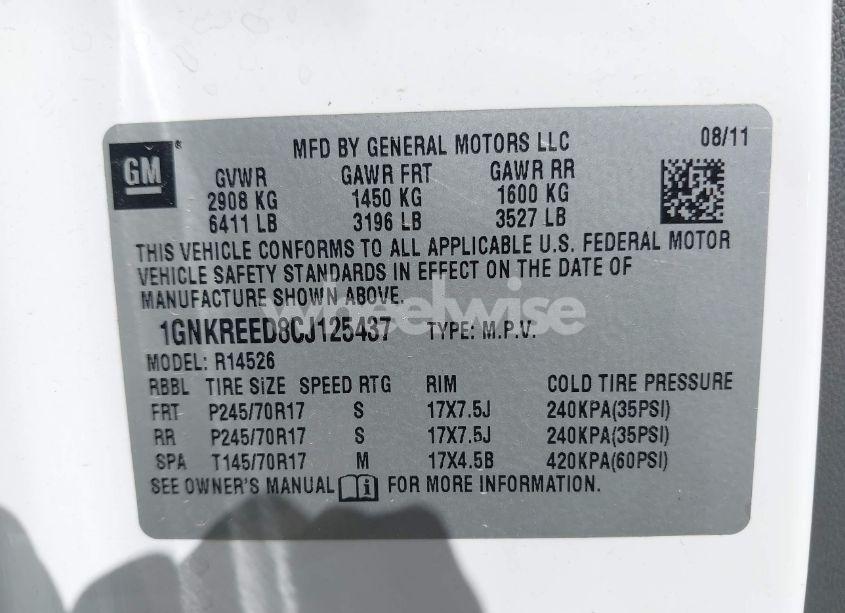 GM
MFD BY GENERAL MOTORS LLC 08/11
GVWR GAWR FRT GAWR RR
2908 KG 1450 KG 1600 KG
6411 LB 3196 LB 3527 LB
THIS VEHICLE CONFORMS TO ALL APPLICABLE U.S. FEDERAL MOTOR
VEHICLE SAFETY STANDARDS IN EFFECT ON THE DATE OF
MANUFACTURE SHOWN ABOVE.
wheelwise
1GNKREED8CJ125437 TYPE: M.P.V.
MODEL: R14526
RBBL TIRE SIZE SPEED RTG RIM COLD TIRE PRESSURE
FRT P245/70R17 S 17X7.5J 240KPA(35PSI)
RR P245/70R17 S 17X7.5J 240KPA(35PSI)
SPA T145/70R17 M 17X4.5B 420KPA(60PSI)
SEE OWNER'S MANUAL FOR MORE INFORMATION.